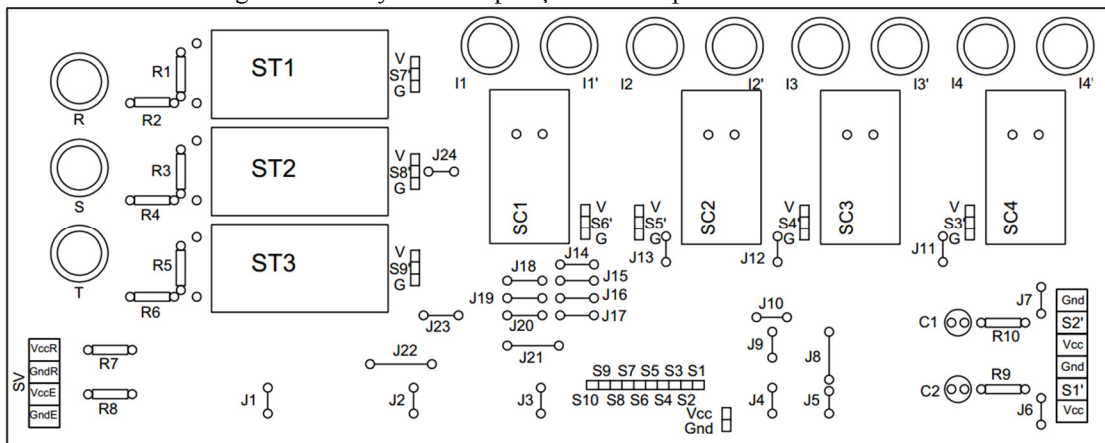 I1 I1' I2 I2' I3 I3' I4 I4'
R
R1
R2
ST1
V
S7'
G
S
R3
R4
ST2
V
S8'
G
J24
T
R5
R6
ST3
V
S9'
G
SC1
V
S6'
G
V
S5'
G
SC2
V
S4'
G
SC3
V
S3'
G
SC4
J13
J12
J11
J14
J18
J15
J19
J16
J20
J17
J23
J21
J22
J10
J9
J8
J7
C1
R10
C2
R9
J6
Gnd
S2'
Vcc
Gnd
S1'
Vcc
SV
VccR
GndR
VccE
GndE
R7
R8
J1
J2
J3
S9 S7 S5 S3 S1
S10 S8 S6 S4 S2
Vcc
Gnd
J4
J5